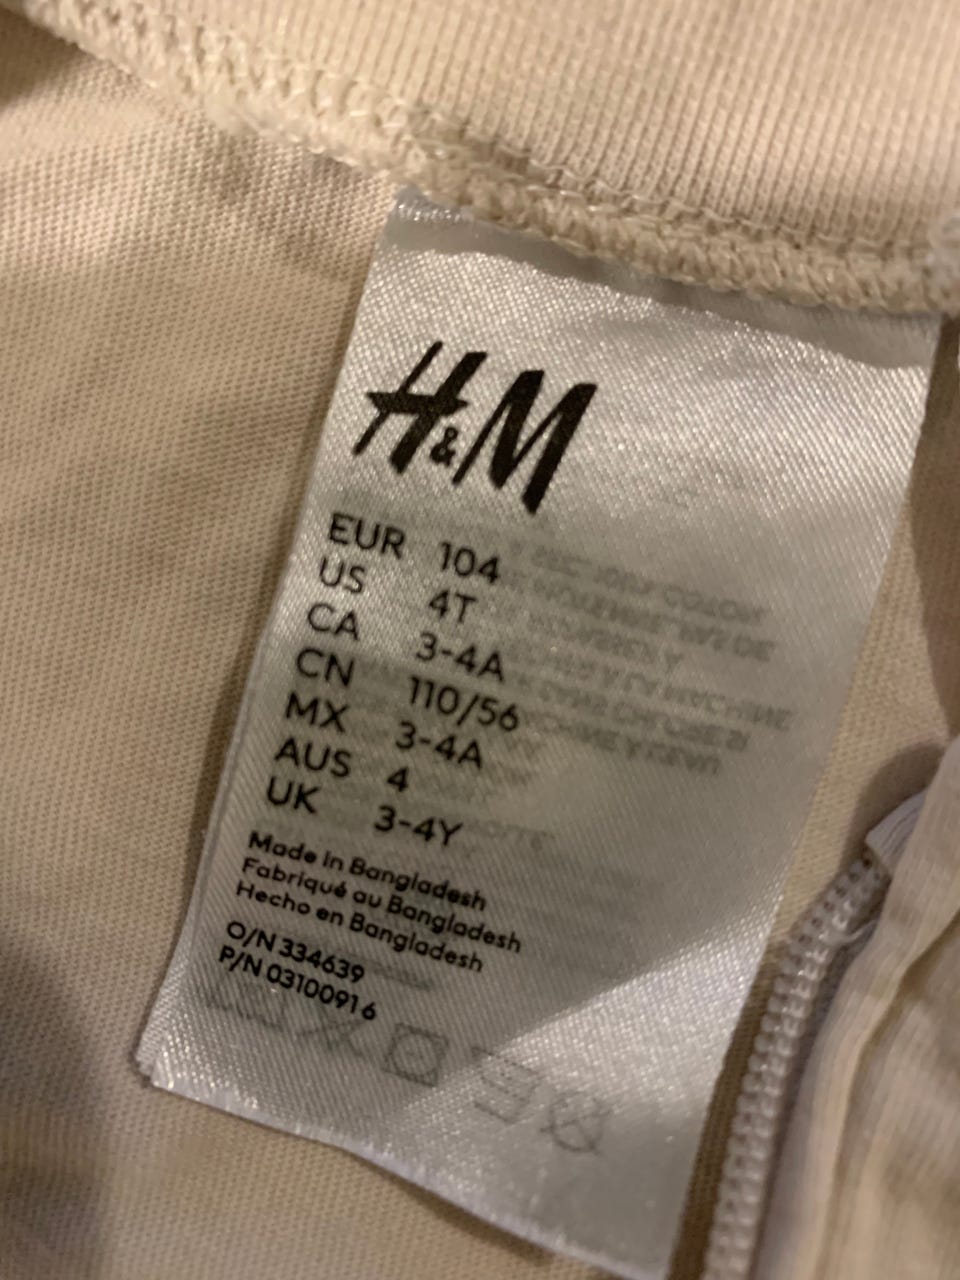 H&M
EUR 104
US 4T
CA 3-4A
CN 110/56
MX 3-4A
AUS 4
UK 3-4Y
Made in Bangladesh
Fabriqué au Bangladesh
Hecho en Bangladesh
O/N 334639
P/N 03100916